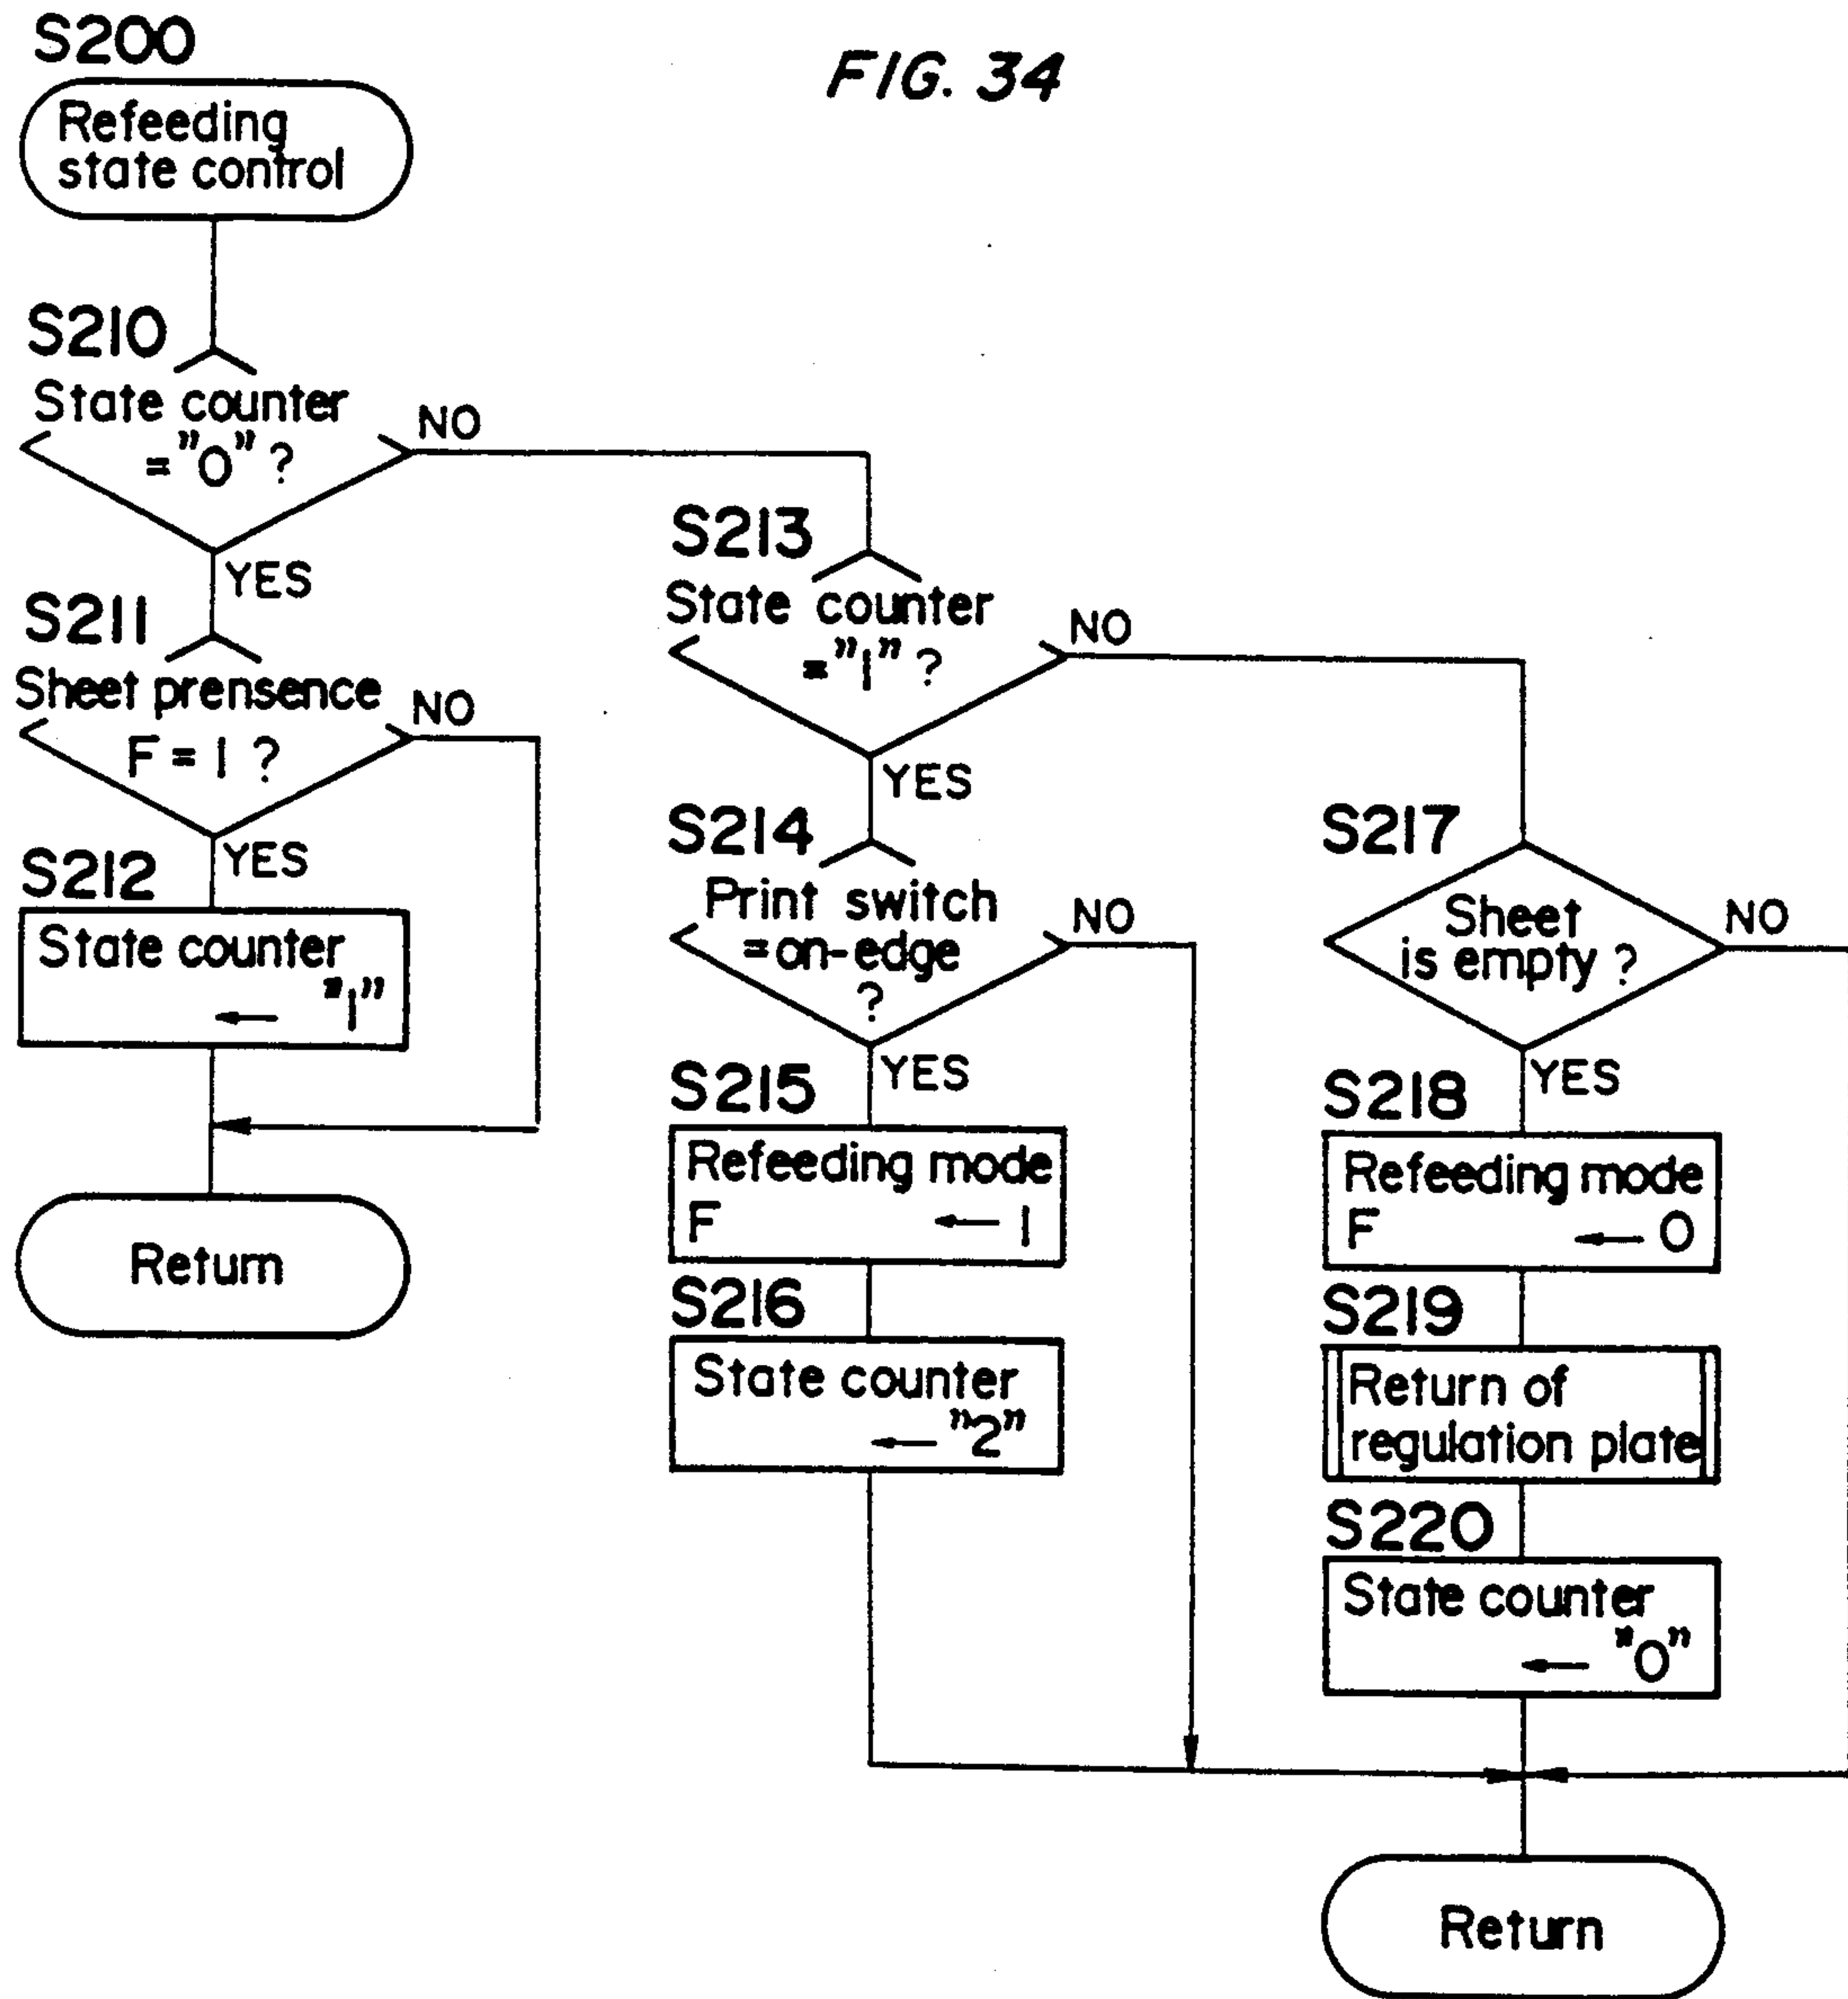 FIG. 34
S200
Refeeding
state control
S210
State counter
="0" ?
NO
YES
S211
Sheet prensence
F = 1 ?
NO
YES
S212
State counter
← "1"
Return
S213
State counter
="1" ?
NO
YES
S214
Print switch
=on-edge
?
NO
YES
S215
Refeeding mode
F ← 1
S216
State counter
← "2"
S217
Sheet
is empty ?
NO
YES
S218
Refeeding mode
F ← 0
S219
Return of
regulation plate
S220
State counter
← "0"
Return